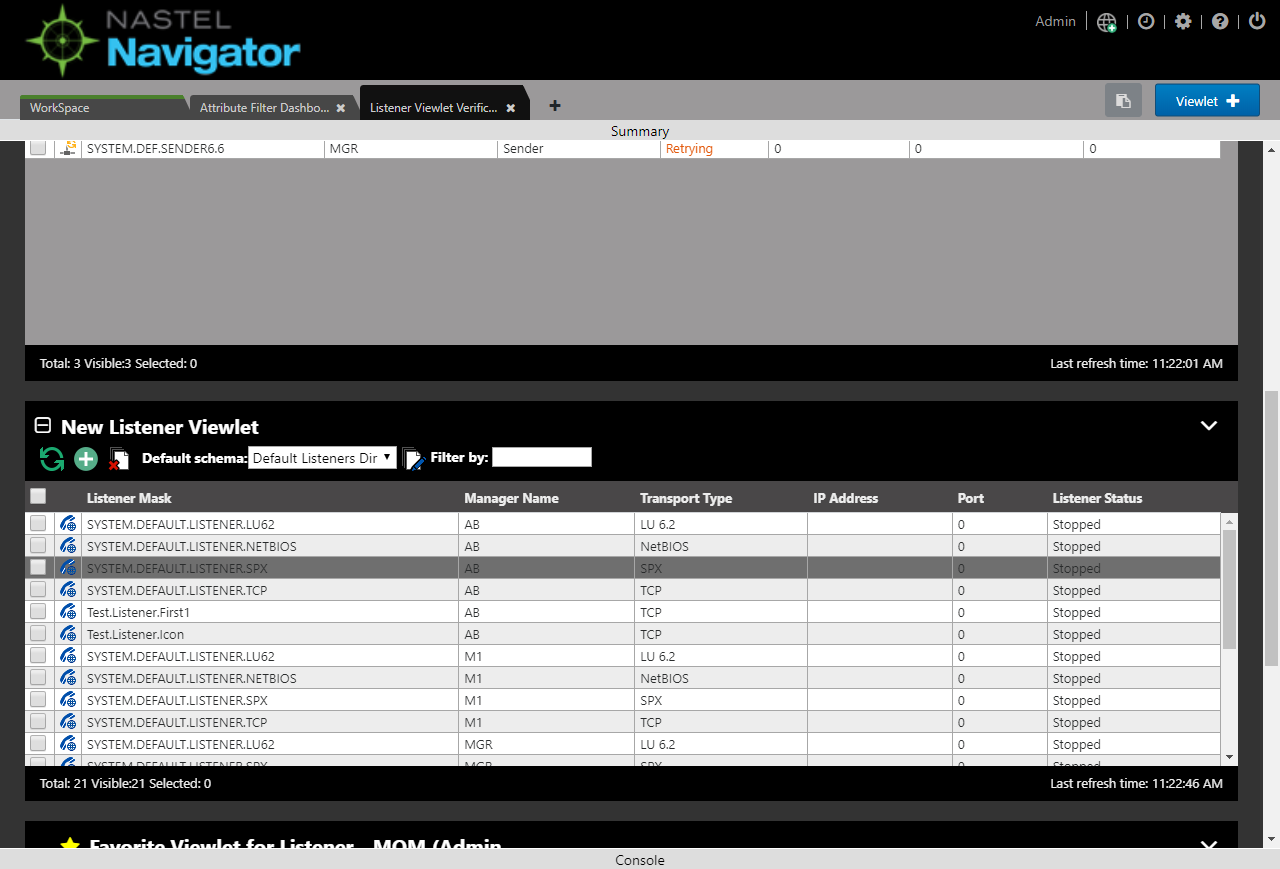 NASTEL
Navigator
Admin
WorkSpace
Attribute Filter Dashbo...
Listener Viewlet Verific...
Viewlet
Summary
SYSTEM.DEF.SENDER6.6 MGR Sender Retrying 0 0 0
Total: 3 Visible:3 Selected: 0 Last refresh time: 11:22:01 AM
New Listener Viewlet
Default schema: Default Listeners Dir Filter by:
Listener Mask Manager Name Transport Type IP Address Port Listener Status
SYSTEM.DEFAULT.LISTENER.LU62 AB LU 6.2 0 Stopped
SYSTEM.DEFAULT.LISTENER.NETBIOS AB NetBIOS 0 Stopped
SYSTEM.DEFAULT.LISTENER.SPX AB SPX 0 Stopped
SYSTEM.DEFAULT.LISTENER.TCP AB TCP 0 Stopped
Test.Listener.First1 AB TCP 0 Stopped
Test.Listener.Icon AB TCP 0 Stopped
SYSTEM.DEFAULT.LISTENER.LU62 M1 LU 6.2 0 Stopped
SYSTEM.DEFAULT.LISTENER.NETBIOS M1 NetBIOS 0 Stopped
SYSTEM.DEFAULT.LISTENER.SPX M1 SPX 0 Stopped
SYSTEM.DEFAULT.LISTENER.TCP M1 TCP 0 Stopped
SYSTEM.DEFAULT.LISTENER.LU62 MGR LU 6.2 0 Stopped
SYSTEM.DEFAULT.LISTENER.SPX MGR SPX 0 Stopped
Total: 21 Visible:21 Selected: 0 Last refresh time: 11:22:46 AM
Favorite Viewlet for Listener - MQM (Admin
Console